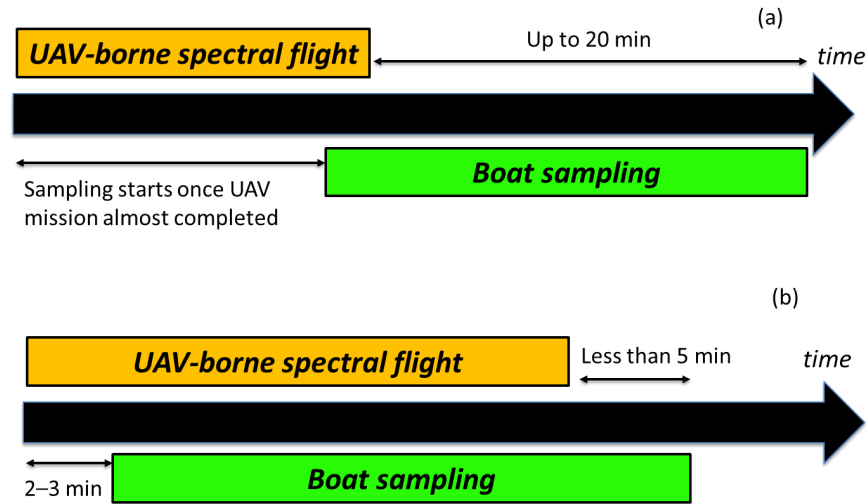 (a)
UAV-borne spectral flight
Up to 20 min
time
Sampling starts once UAV
mission almost completed
Boat sampling
(b)
UAV-borne spectral flight
Less than 5 min
time
2–3 min
Boat sampling